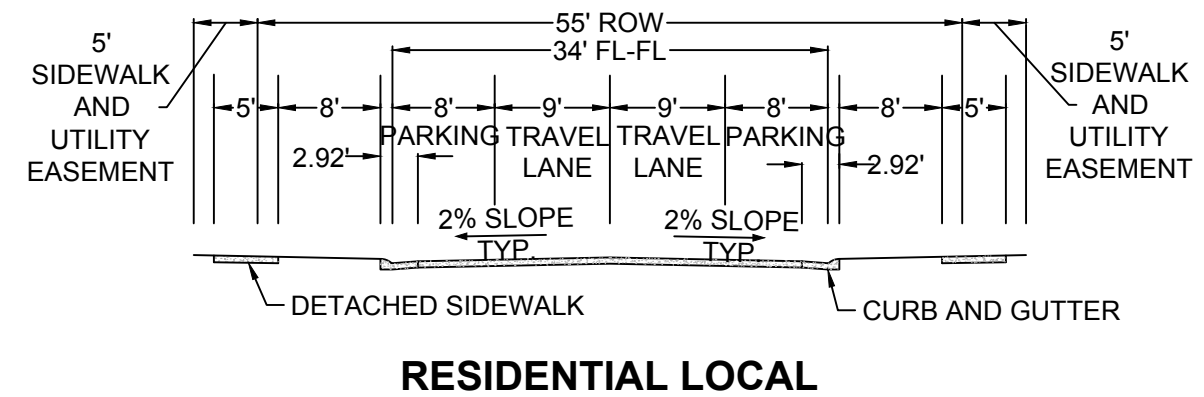 55' ROW
34' FL-FL
5'
SIDEWALK
AND
UTILITY
EASEMENT
5'
SIDEWALK
AND
UTILITY
EASEMENT
5'
8'
8'
PARKING
9'
TRAVEL
LANE
9'
TRAVEL
LANE
8'
PARKING
8'
5'
2.92'
2.92'
2% SLOPE
TYP.
2% SLOPE
TYP
DETACHED SIDEWALK
CURB AND GUTTER
RESIDENTIAL LOCAL